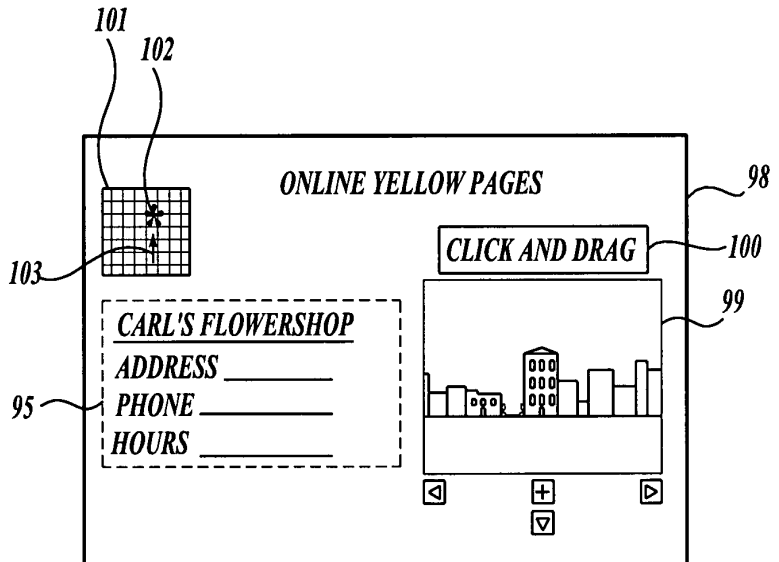 101
102
ONLINE YELLOW PAGES
98
CLICK AND DRAG
100
103
99
CARL'S FLOWERSHOP
ADDRESS
PHONE
HOURS
95